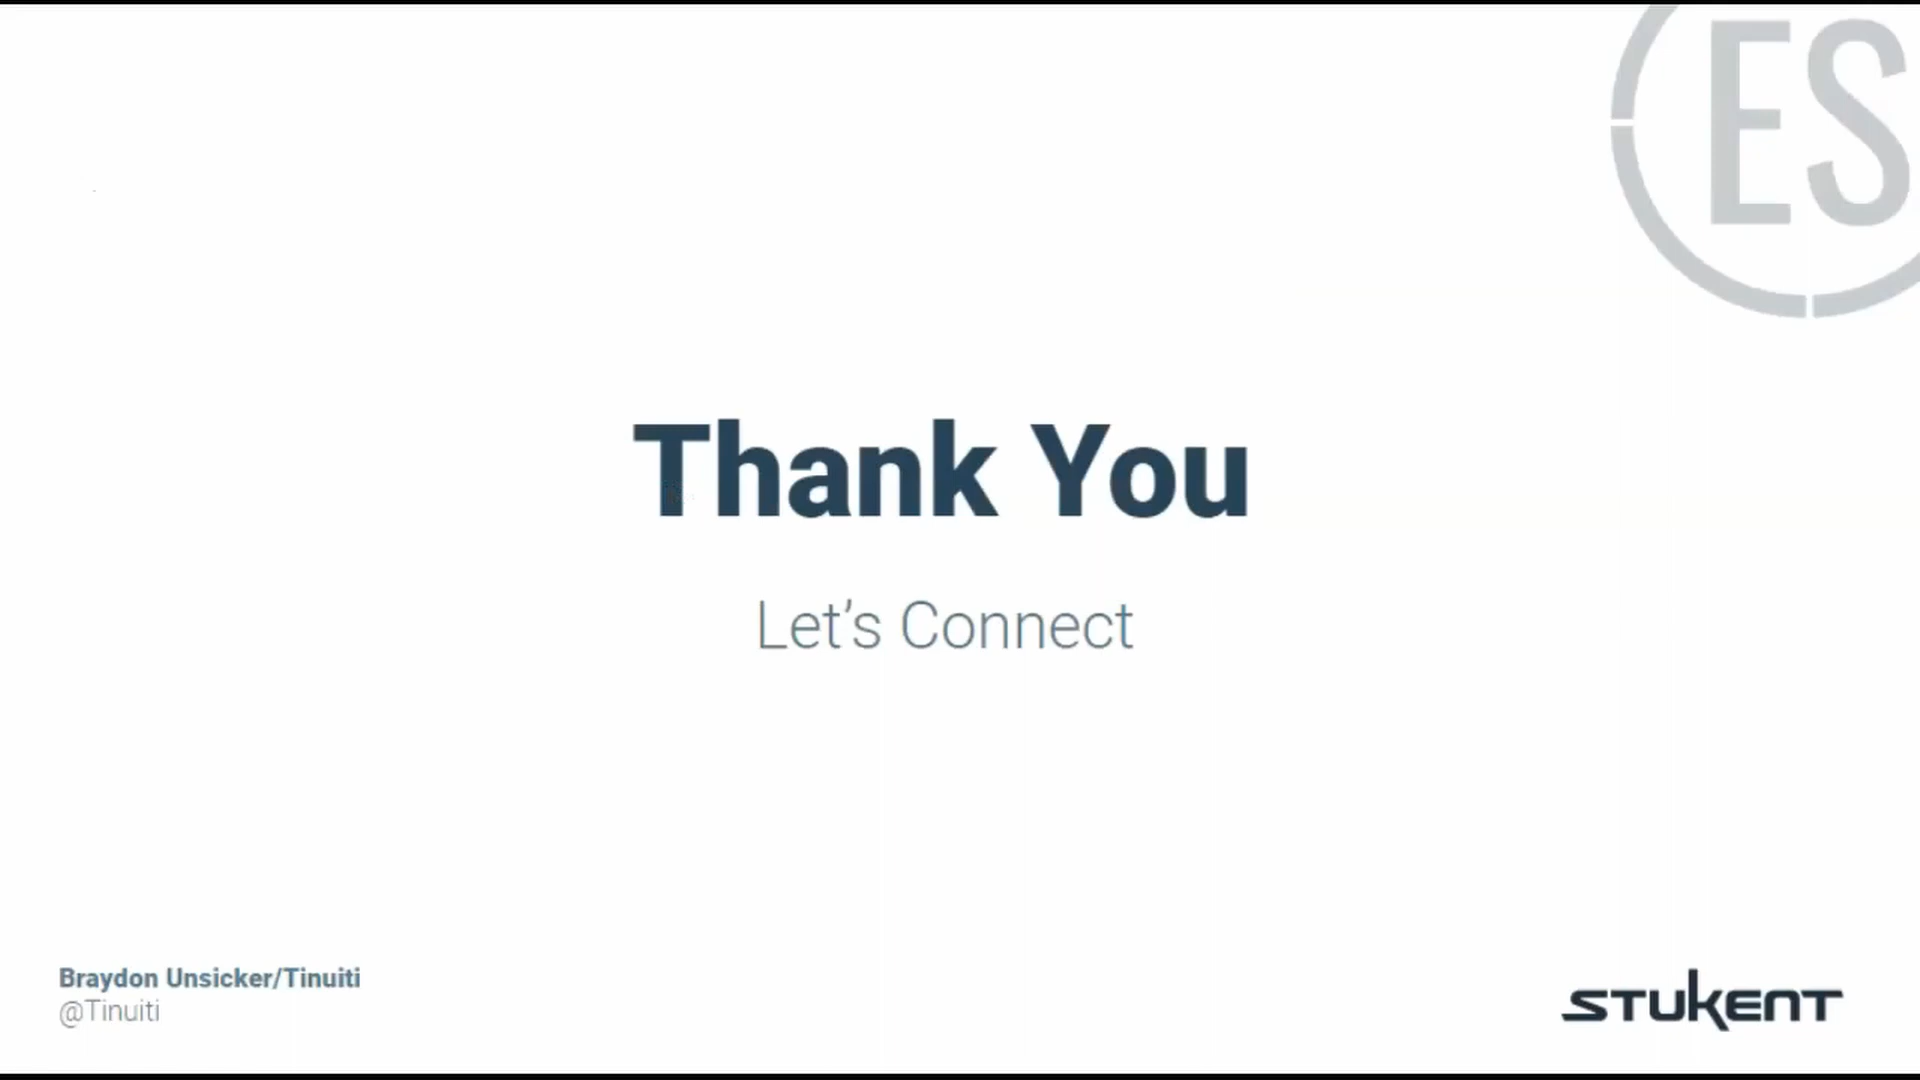 ES
Thank You
Let’s Connect
Braydon Unsicker/Tinuiti
@Tinuiti
STUKENT